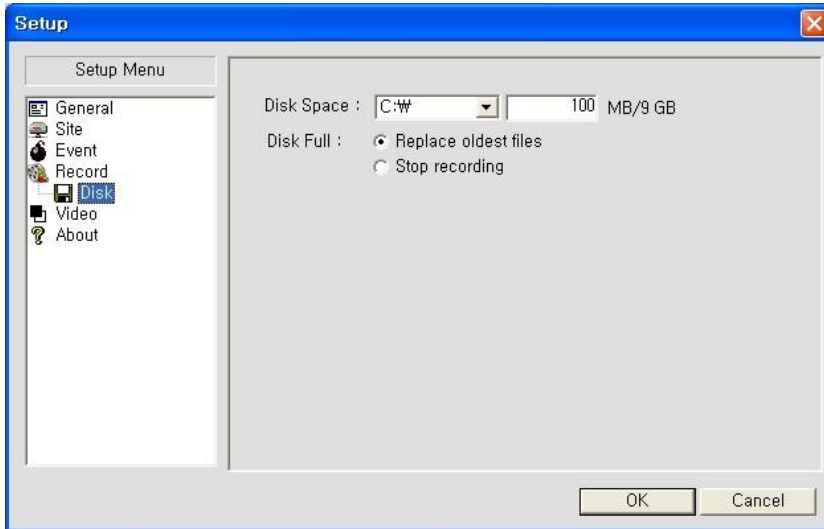 Setup
Setup Menu
General
Site
Event
Record
Disk
Video
About
Disk Space : C:₩ 100 MB/9 GB
Disk Full : Replace oldest files
Stop recording
OK Cancel